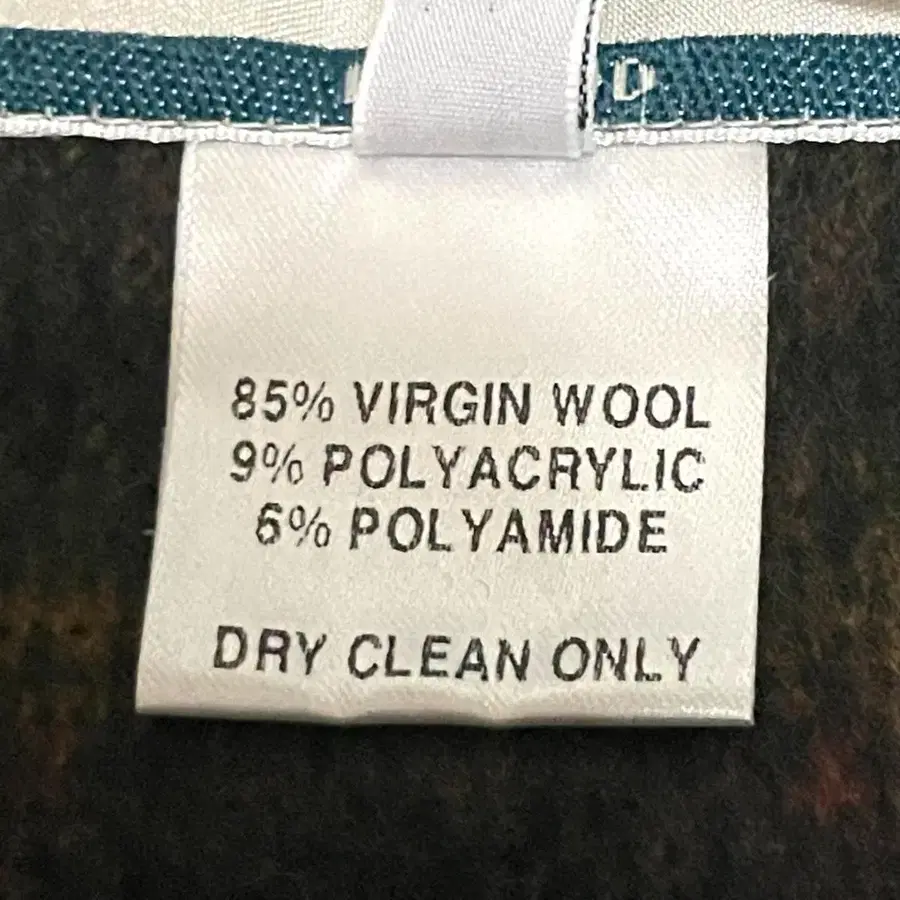 D
85% VIRGIN WOOL
9% POLYACRYLIC
6% POLYAMIDE
DRY CLEAN ONLY